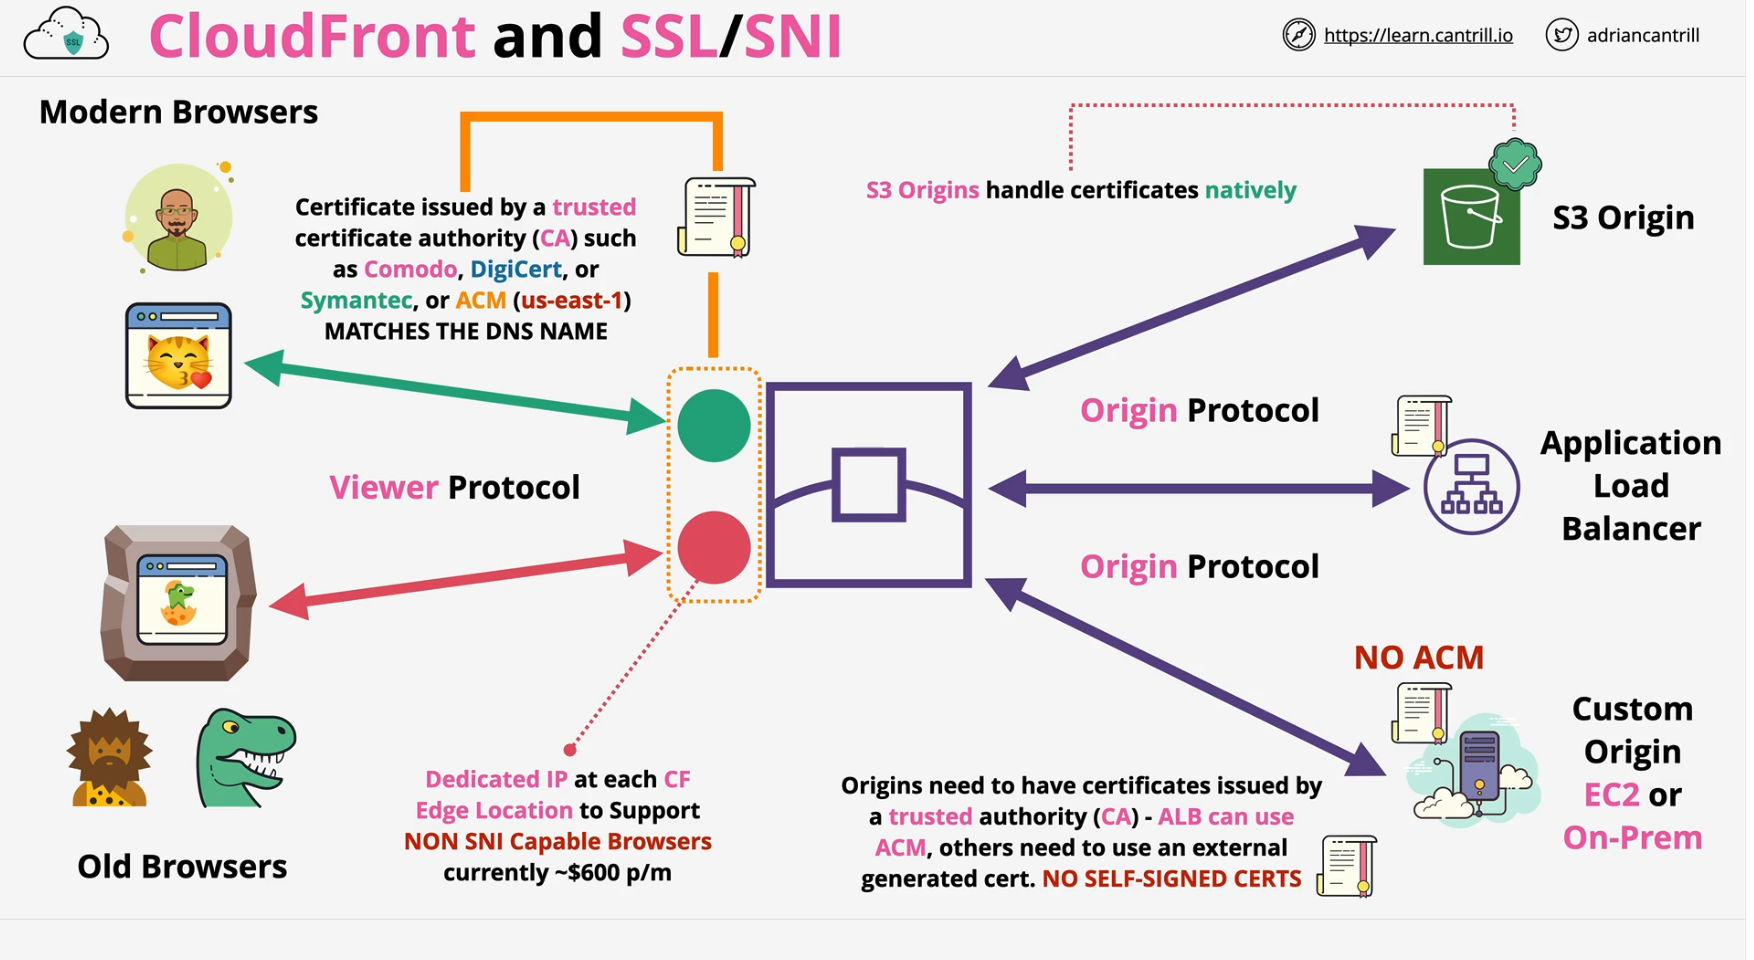 SSL
CloudFront and SSL/SNI
https://learn.cantrill.io
adriancantrill
Modern Browsers
Certificate issued by a trusted
certificate authority (CA) such
as Comodo, DigiCert, or
Symantec, or ACM (us-east-1)
MATCHES THE DNS NAME
S3 Origins handle certificates natively
S3 Origin
Origin Protocol
Application
Load
Balancer
Viewer Protocol
Origin Protocol
NO ACM
Custom
Origin
EC2 or
On-Prem
Dedicated IP at each CF
Edge Location to Support
NON SNI Capable Browsers
currently ~$600 p/m
Origins need to have certificates issued by
a trusted authority (CA) - ALB can use
ACM, others need to use an external
generated cert. NO SELF-SIGNED CERTS
Old Browsers